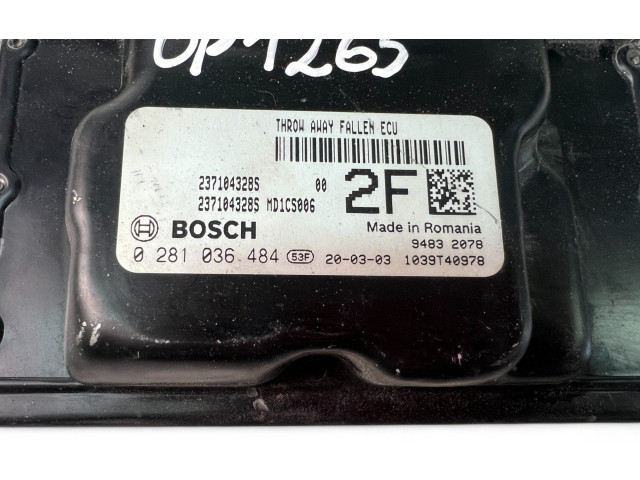 OP1265
THROW AWAY FALLEN ECU
237104328S 00
237104328S MD1CS006
2F
BOSCH
Made in Romania
9483 2078
0 281 036 484 53F 20-03-03 1039T40978